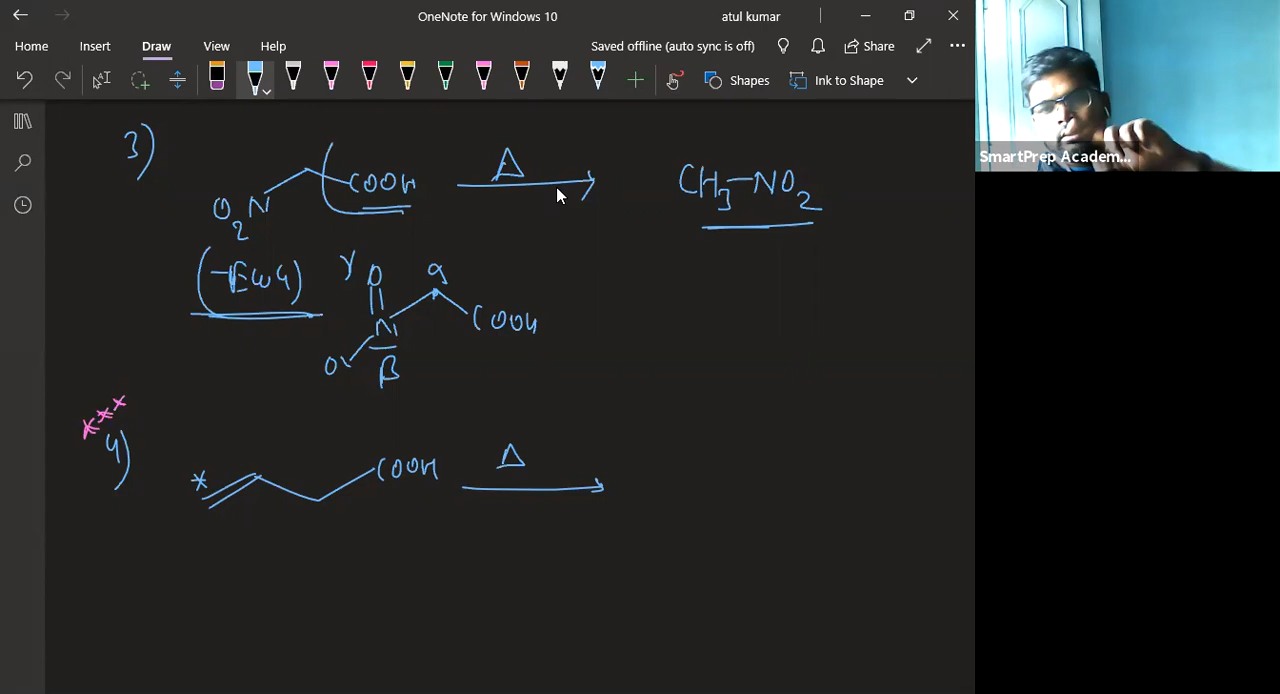 OneNote for Windows 10
atul kumar
Home Insert Draw View Help
Saved offline (auto sync is off)
Share
Shapes
Ink to Shape
SmartPrep Academ...
3)
O2N COOH Δ CH3-NO2
(-EWG)
γ O α
N COOH
O
β
***
4)
* COOH Δ